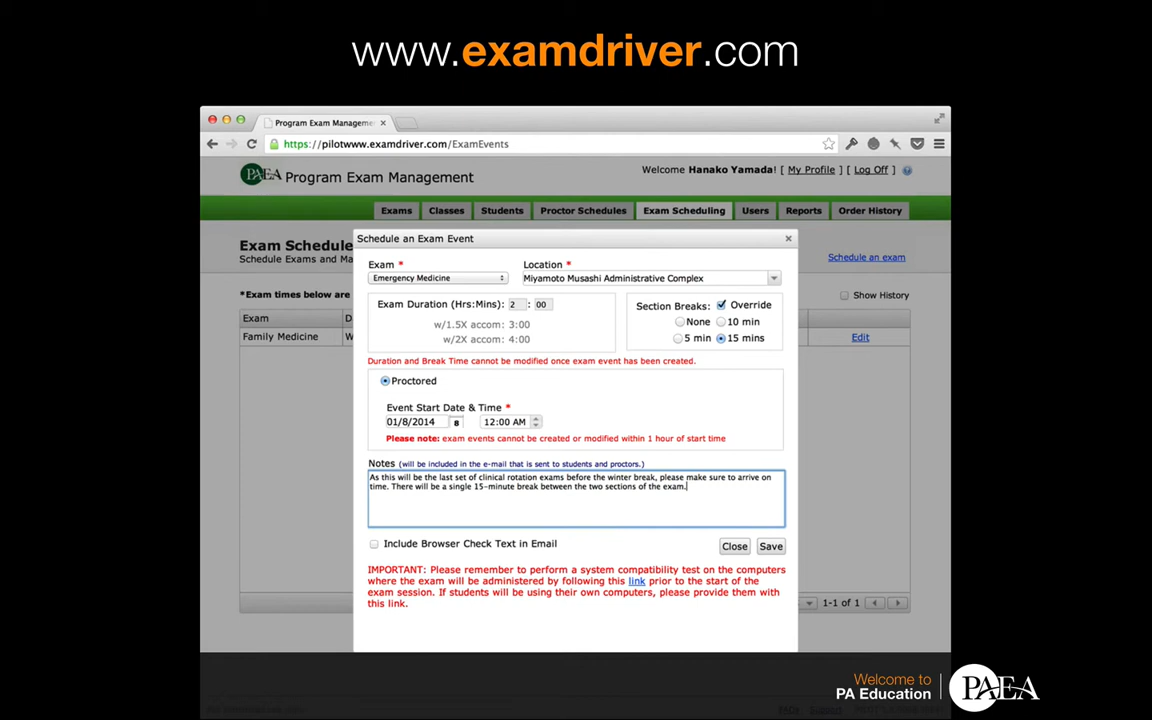 www.examdriver.com
Program Exam Manageme
https://pilotwww.examdriver.com/ExamEvents
PAEA Program Exam Management
Welcome Hanako Yamada! [ My Profile ] [ Log Off ]
Exams Classes Students Proctor Schedules Exam Scheduling Users Reports Order History
Exam Schedule
Schedule Exams and Ma
Schedule an exam
*Exam times below are
Show History
Exam D
Family Medicine W Edit
1-1 of 1
Schedule an Exam Event
Exam * Location *
Emergency Medicine Miyamoto Musashi Administrative Complex
Exam Duration (Hrs:Mins): 2 : 00
w/1.5X accom: 3:00
w/2X accom: 4:00
Section Breaks: Override
None 10 min
5 min 15 mins
Duration and Break Time cannot be modified once exam event has been created.
Proctored
Event Start Date & Time *
01/8/2014 8 12:00 AM
Please note: exam events cannot be created or modified within 1 hour of start time
Notes (will be included in the e-mail that is sent to students and proctors.)
As this will be the last set of clinical rotation exams before the winter break, please make sure to arrive on
time. There will be a single 15-minute break between the two sections of the exam.
Include Browser Check Text in Email
Close Save
IMPORTANT: Please remember to perform a system compatibility test on the computers
where the exam will be administered by following this link prior to the start of the
exam session. If students will be using their own computers, please provide them with
this link.
Welcome to
PA Education
PAEA